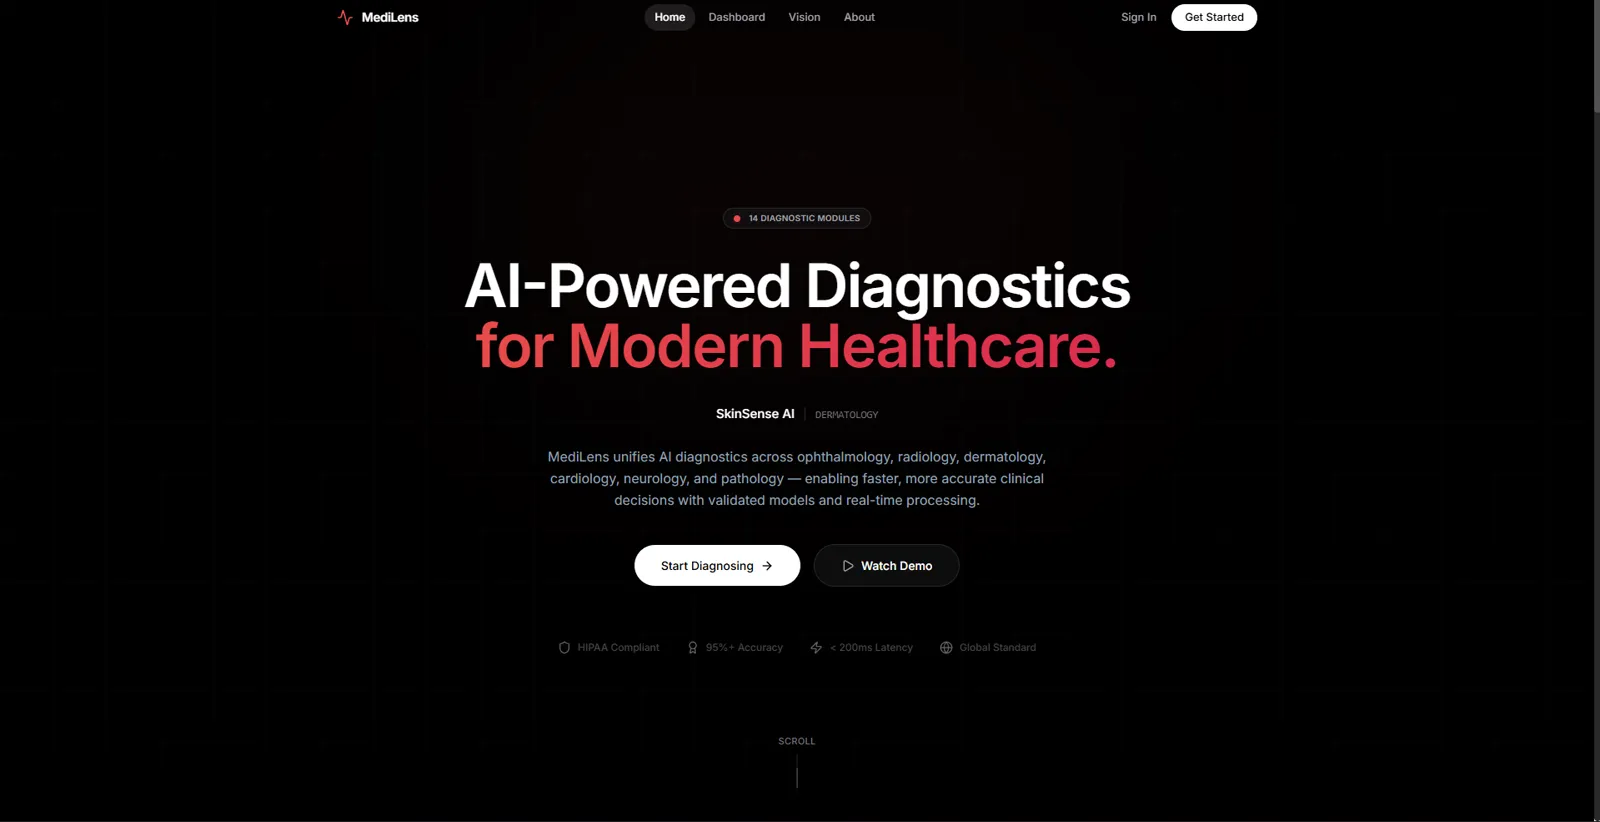 MediLens
Home Dashboard Vision About
Sign In Get Started
14 DIAGNOSTIC MODULES
AI-Powered Diagnostics
for Modern Healthcare.
SkinSense AI DERMATOLOGY
MediLens unifies AI diagnostics across ophthalmology, radiology, dermatology,
cardiology, neurology, and pathology — enabling faster, more accurate clinical
decisions with validated models and real-time processing.
Start Diagnosing → Watch Demo
HIPAA Compliant 95%+ Accuracy < 200ms Latency Global Standard
SCROLL